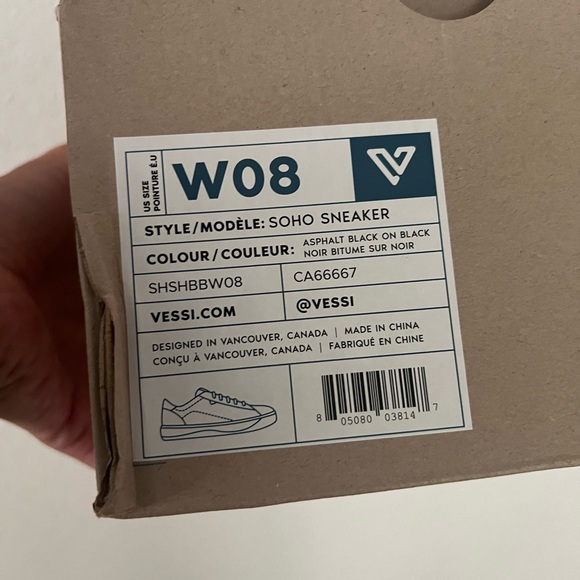 US SIZE
POINTURE É.U
W08
STYLE/MODÈLE: SOHO SNEAKER
COLOUR/COULEUR: ASPHALT BLACK ON BLACK
NOIR BITUME SUR NOIR
SHSHBBW08 CA66667
VESSI.COM @VESSI
DESIGNED IN VANCOUVER, CANADA | MADE IN CHINA
CONÇU À VANCOUVER, CANADA | FABRIQUÉ EN CHINE
8 05080 03814 7